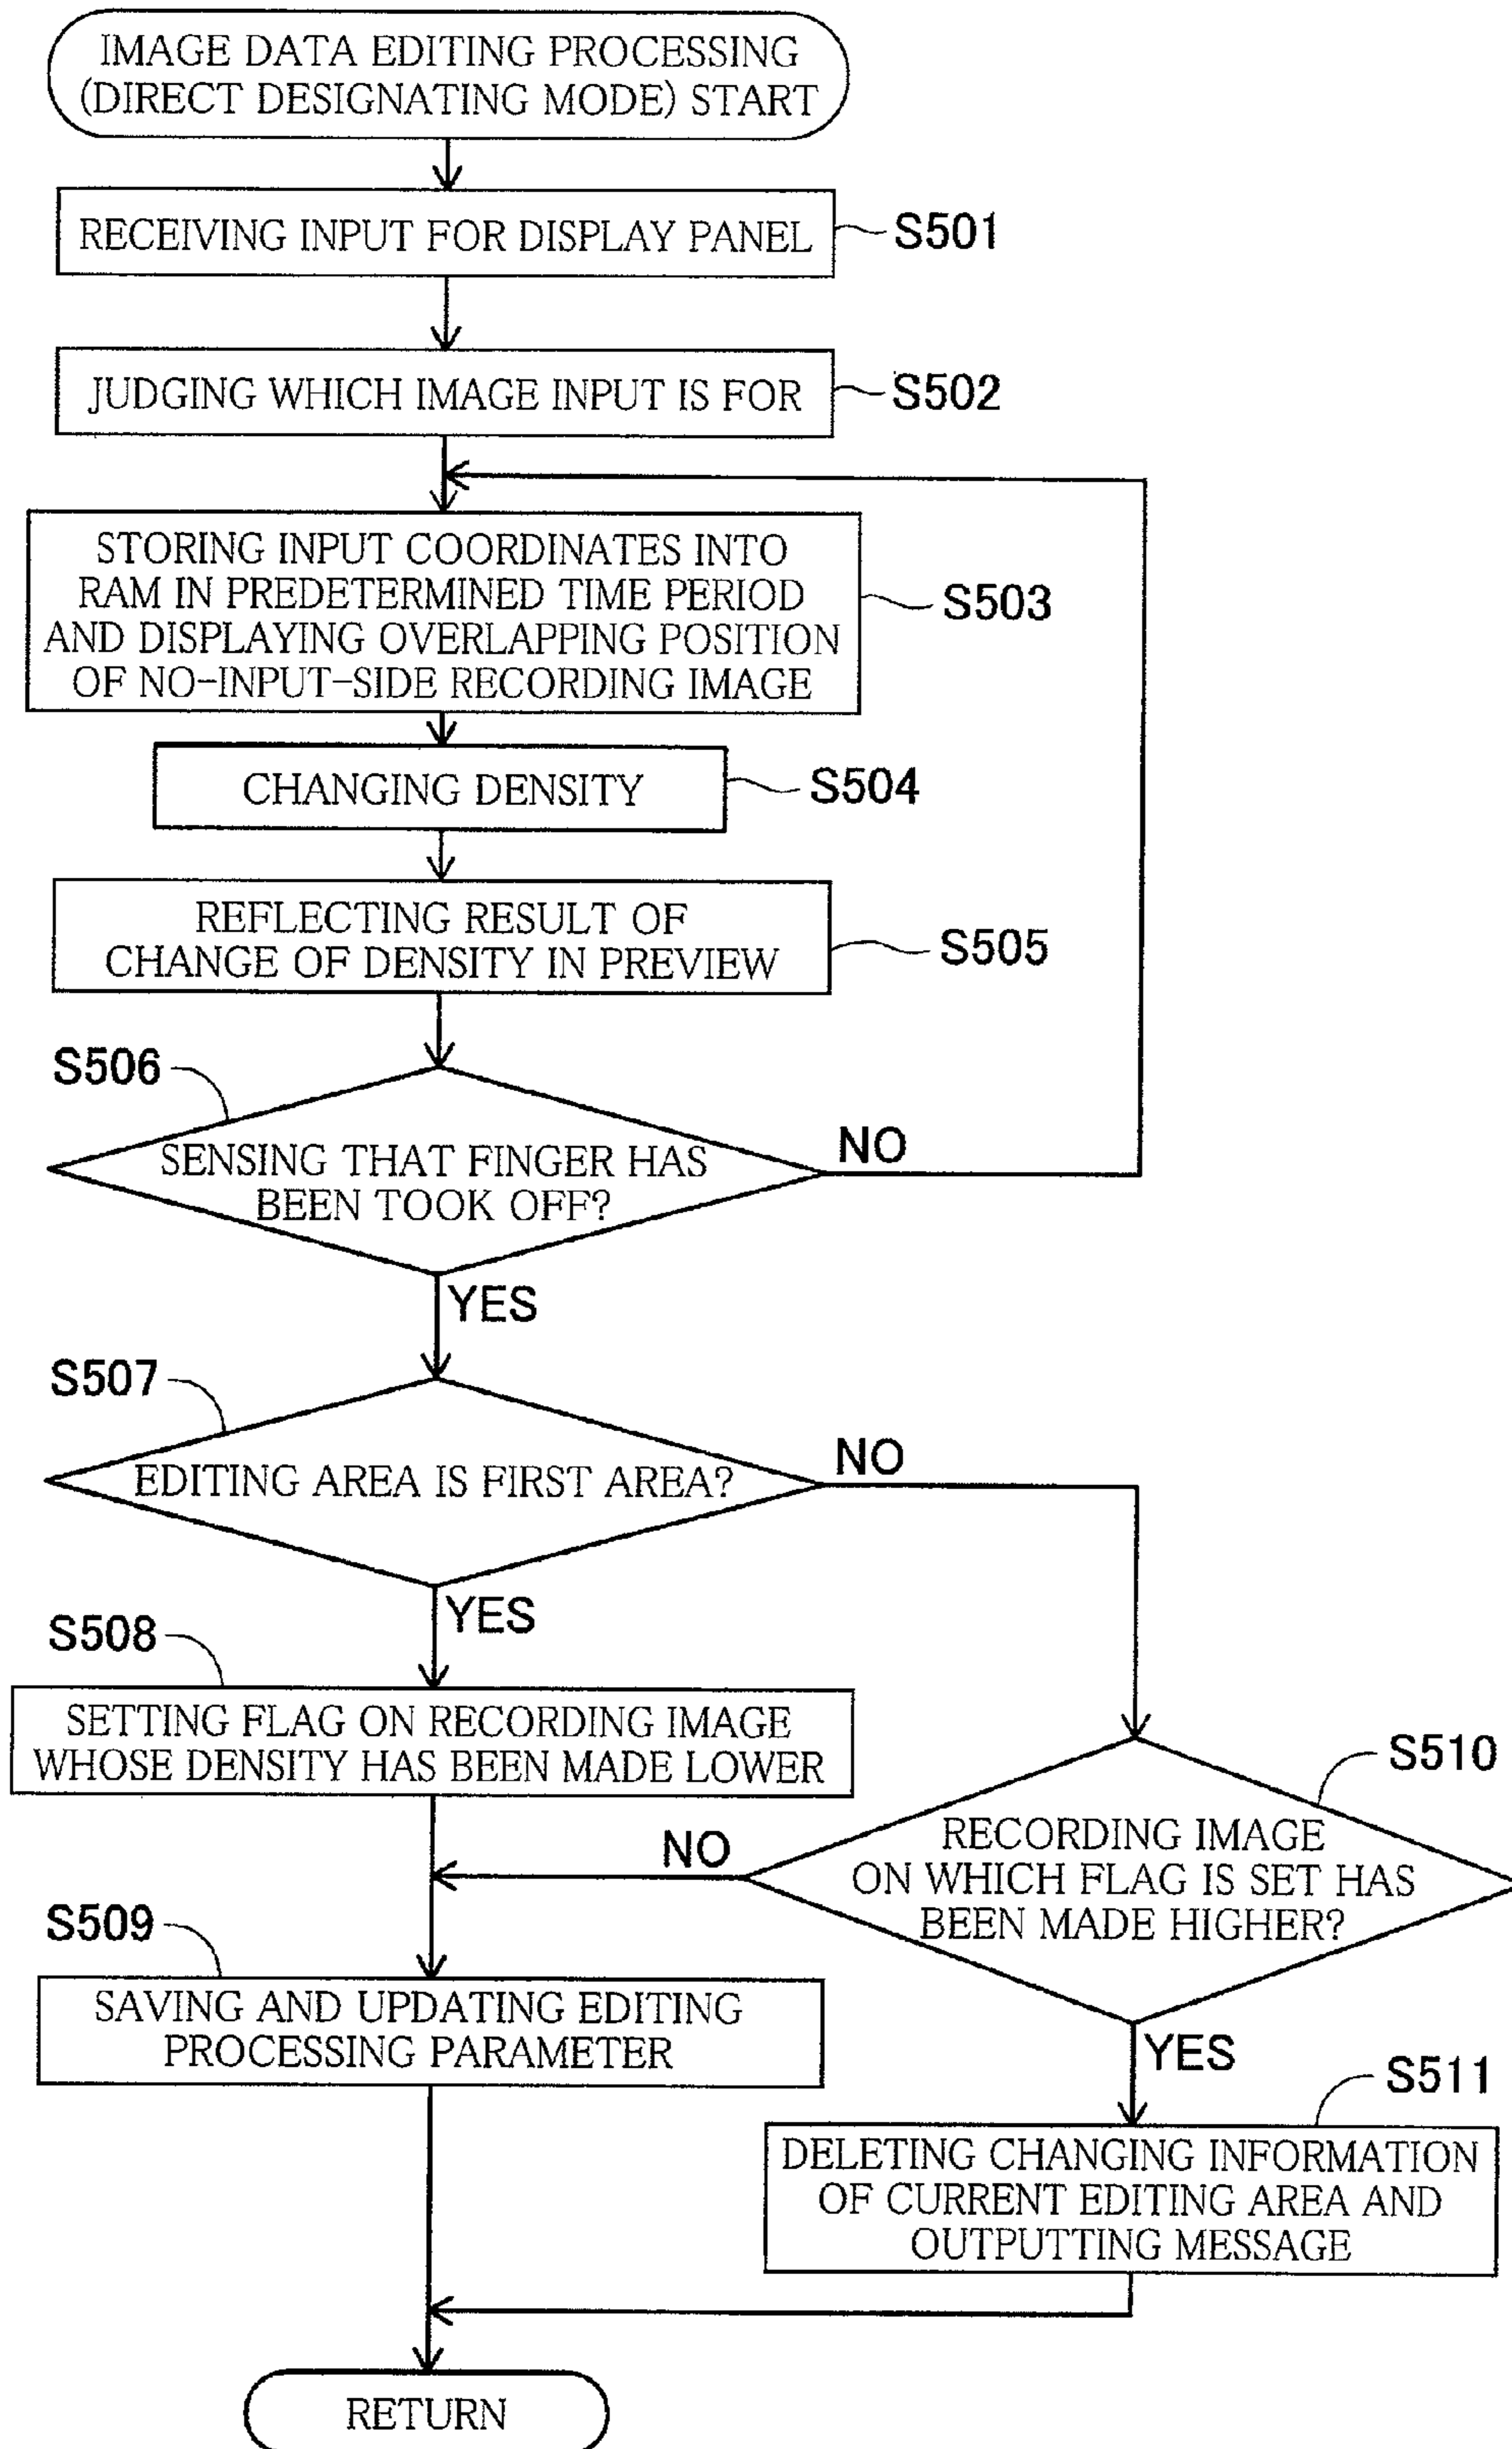 IMAGE DATA EDITING PROCESSING
(DIRECT DESIGNATING MODE) START
RECEIVING INPUT FOR DISPLAY PANEL
S501
JUDGING WHICH IMAGE INPUT IS FOR
S502
STORING INPUT COORDINATES INTO
RAM IN PREDETERMINED TIME PERIOD
AND DISPLAYING OVERLAPPING POSITION
OF NO-INPUT-SIDE RECORDING IMAGE
S503
CHANGING DENSITY
S504
REFLECTING RESULT OF
CHANGE OF DENSITY IN PREVIEW
S505
S506
SENSING THAT FINGER HAS
BEEN TOOK OFF?
NO
YES
S507
EDITING AREA IS FIRST AREA?
NO
YES
S508
SETTING FLAG ON RECORDING IMAGE
WHOSE DENSITY HAS BEEN MADE LOWER
S510
RECORDING IMAGE
ON WHICH FLAG IS SET HAS
BEEN MADE HIGHER?
NO
YES
S509
SAVING AND UPDATING EDITING
PROCESSING PARAMETER
S511
DELETING CHANGING INFORMATION
OF CURRENT EDITING AREA AND
OUTPUTTING MESSAGE
RETURN